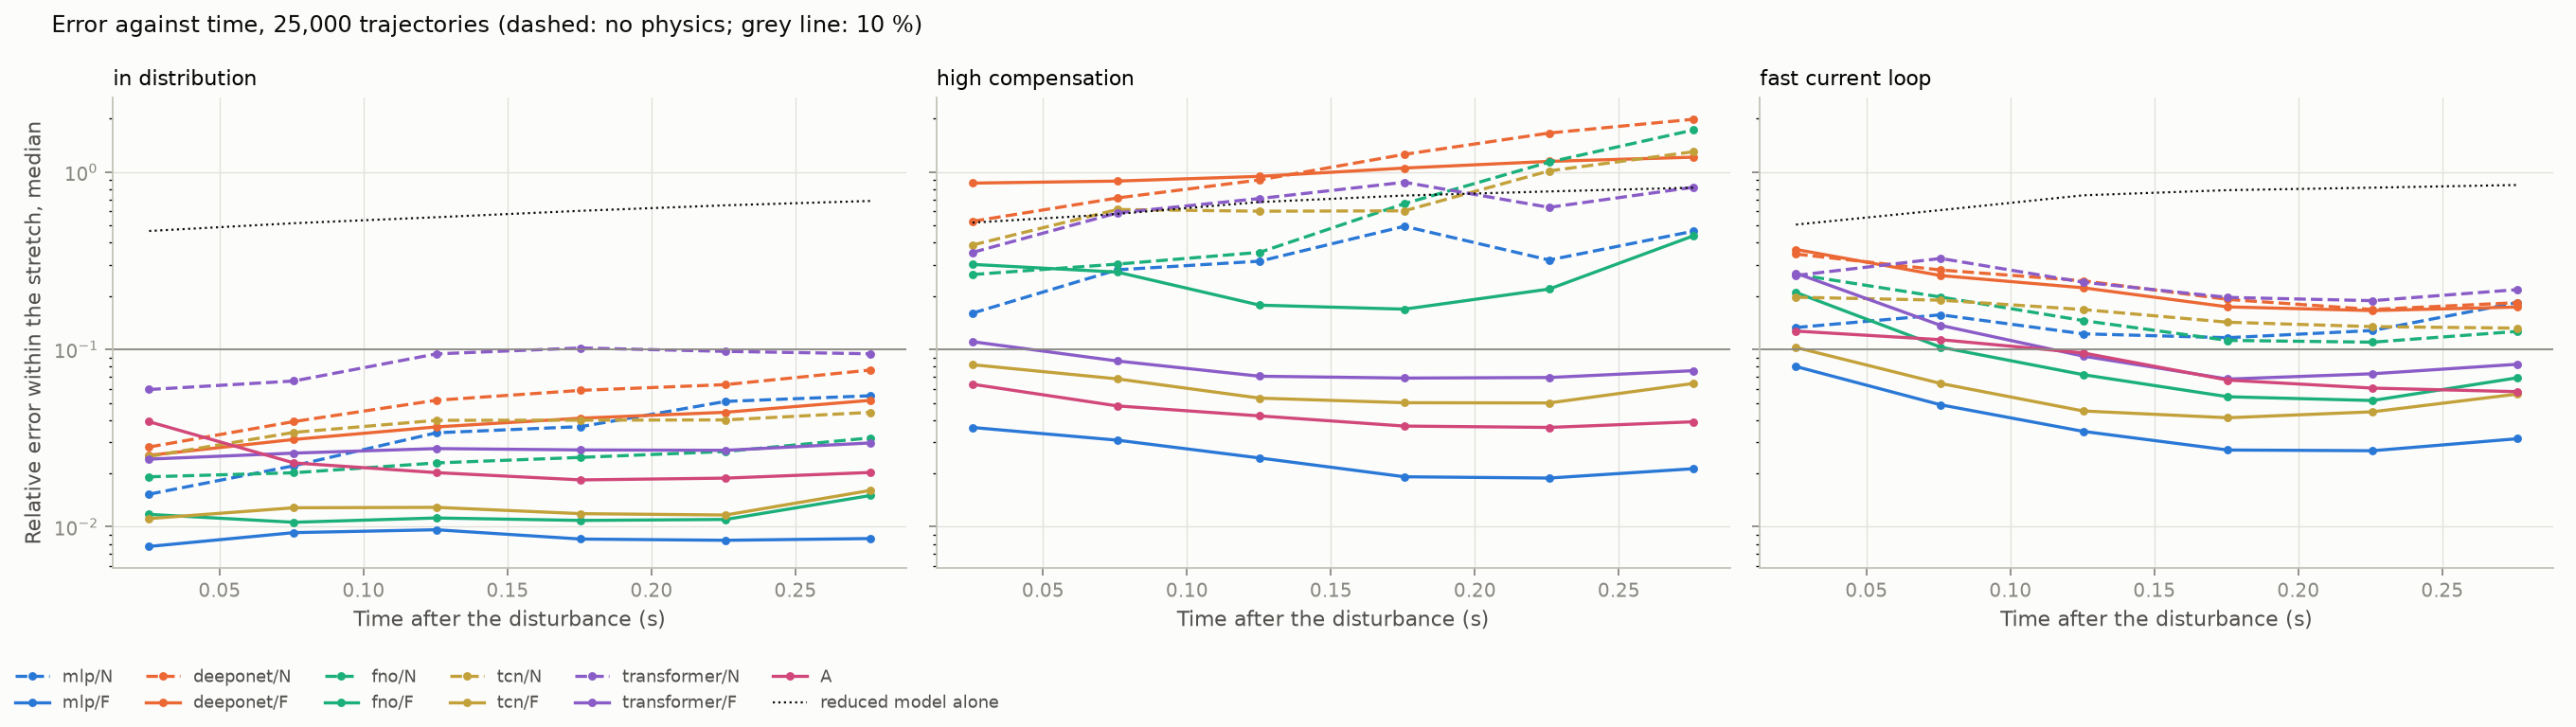 Error against time, 25,000 trajectories (dashed: no physics; grey line: 10 %)
in distribution
high compensation
fast current loop
Relative error within the stretch, median
10⁰
10⁻¹
10⁻²
0.05 0.10 0.15 0.20 0.25
0.05 0.10 0.15 0.20 0.25
0.05 0.10 0.15 0.20 0.25
Time after the disturbance (s)
Time after the disturbance (s)
Time after the disturbance (s)
mlp/N deeponet/N fno/N tcn/N transformer/N A
mlp/F deeponet/F fno/F tcn/F transformer/F reduced model alone